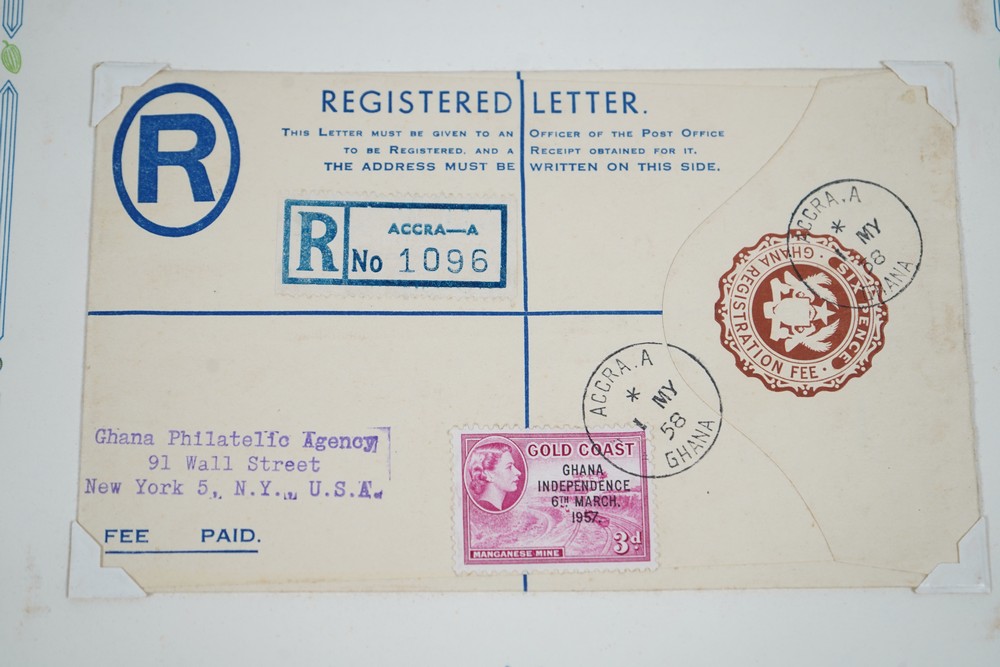 REGISTERED LETTER.
THIS LETTER MUST BE GIVEN TO AN OFFICER OF THE POST OFFICE
TO BE REGISTERED, AND A RECEIPT OBTAINED FOR IT.
THE ADDRESS MUST BE WRITTEN ON THIS SIDE.
R
R
ACCRA—A
No 1096
ACCRA.A
*
1 MY
58
GHANA
GHANA REGISTRATION FEE
SIX PENCE
ACCRA.A
*
1 MY
58
GHANA
Ghana Philatelic Agency
91 Wall Street
New York 5, N.Y., U.S.A.
FEE PAID.
GOLD COAST
GHANA
INDEPENDENCE
6TH MARCH,
1957.
3d
MANGANESE MINE